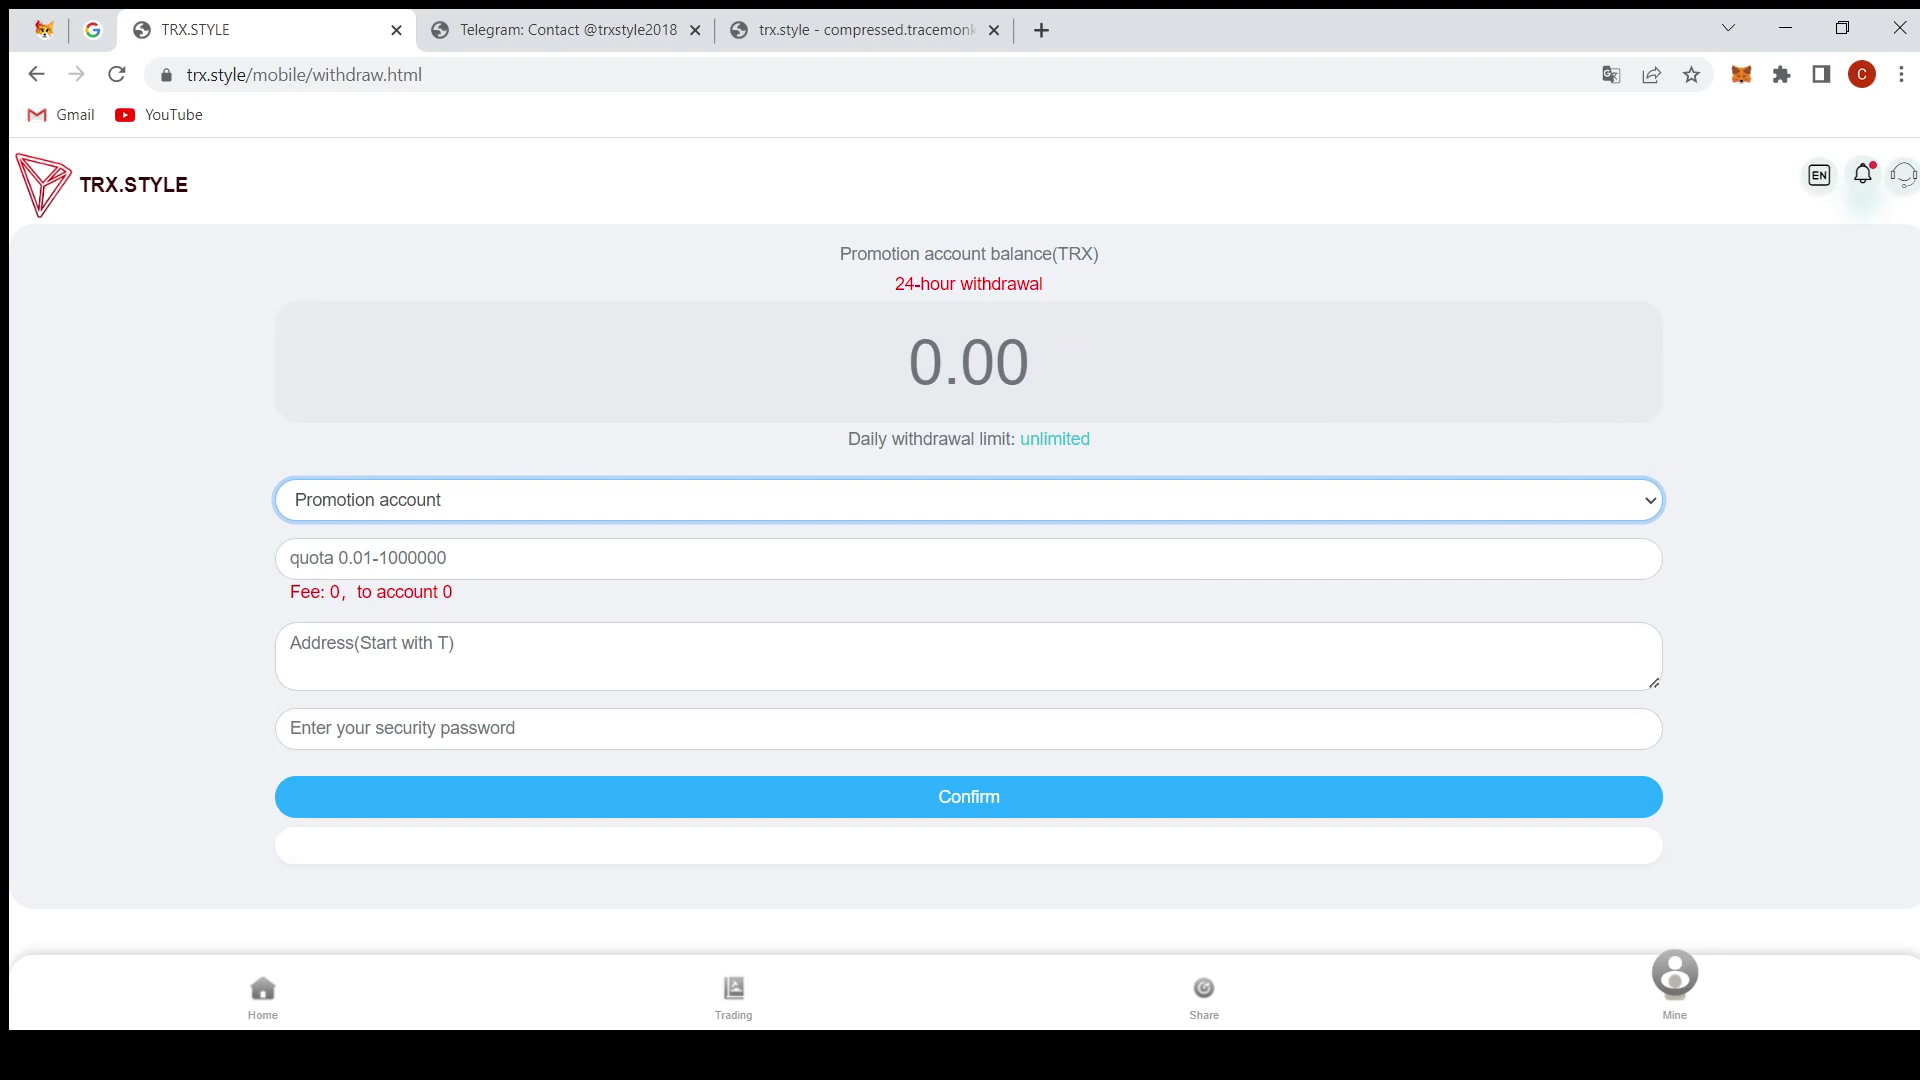 TRX.STYLE
Telegram: Contact @trxstyle2018
trx.style - compressed.tracemonk
trx.style/mobile/withdraw.html
C
Gmail
YouTube
TRX.STYLE
EN
Promotion account balance(TRX)
24-hour withdrawal
0.00
Daily withdrawal limit: unlimited
Promotion account
quota 0.01-1000000
Fee: 0，to account 0
Address(Start with T)
Enter your security password
Confirm
Home
Trading
Share
Mine